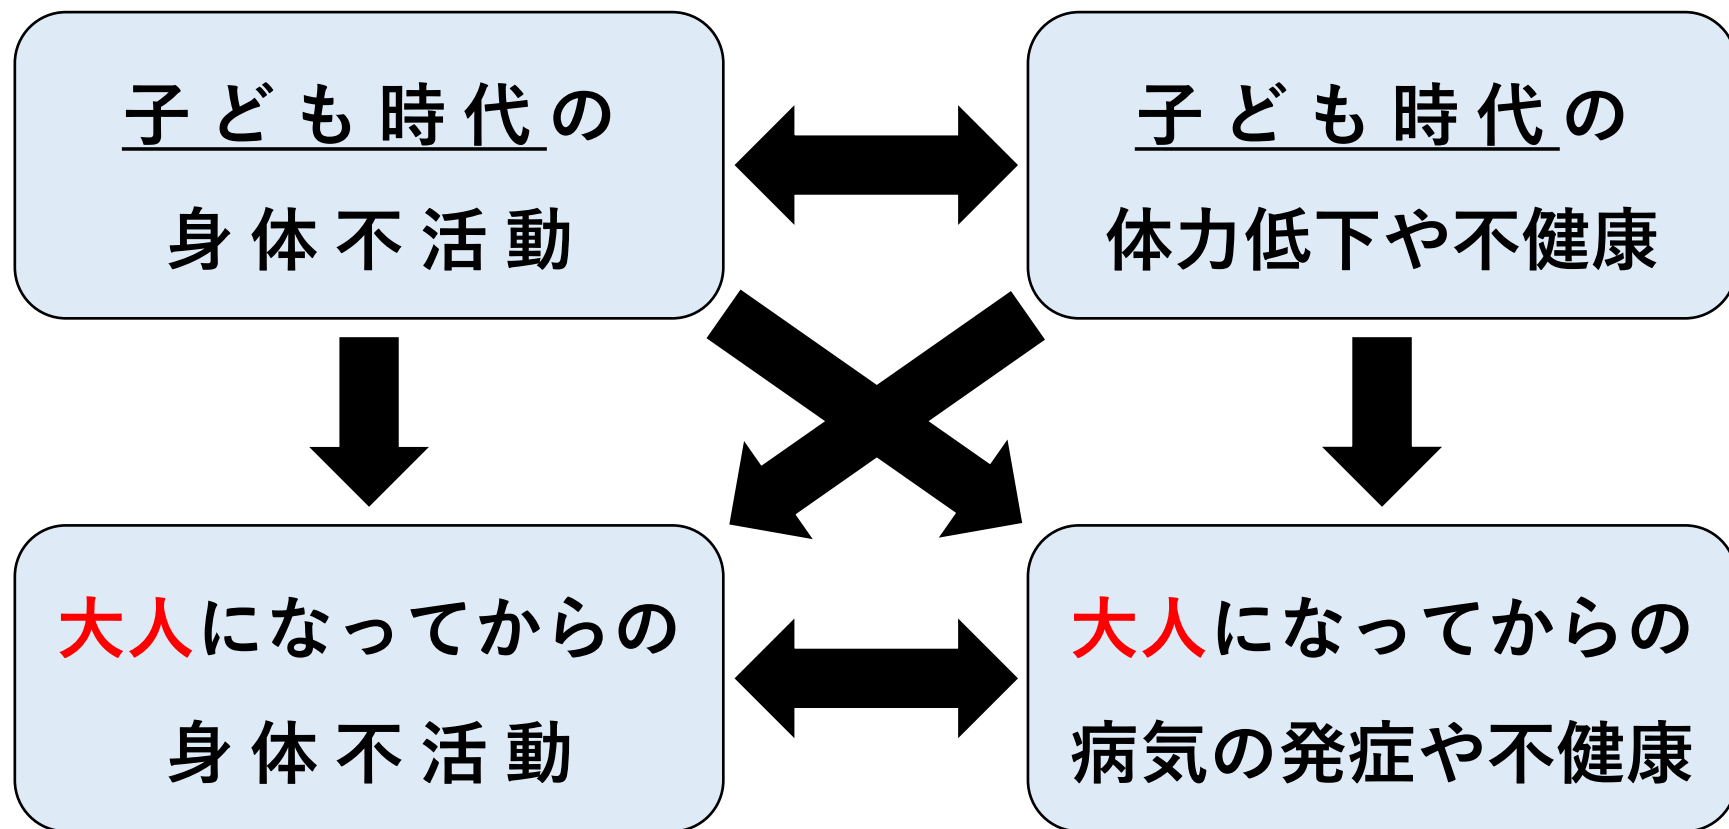 子ども時代の
身体不活動
子ども時代の
体力低下や不健康
大人になってからの
身体不活動
大人になってからの
病気の発症や不健康